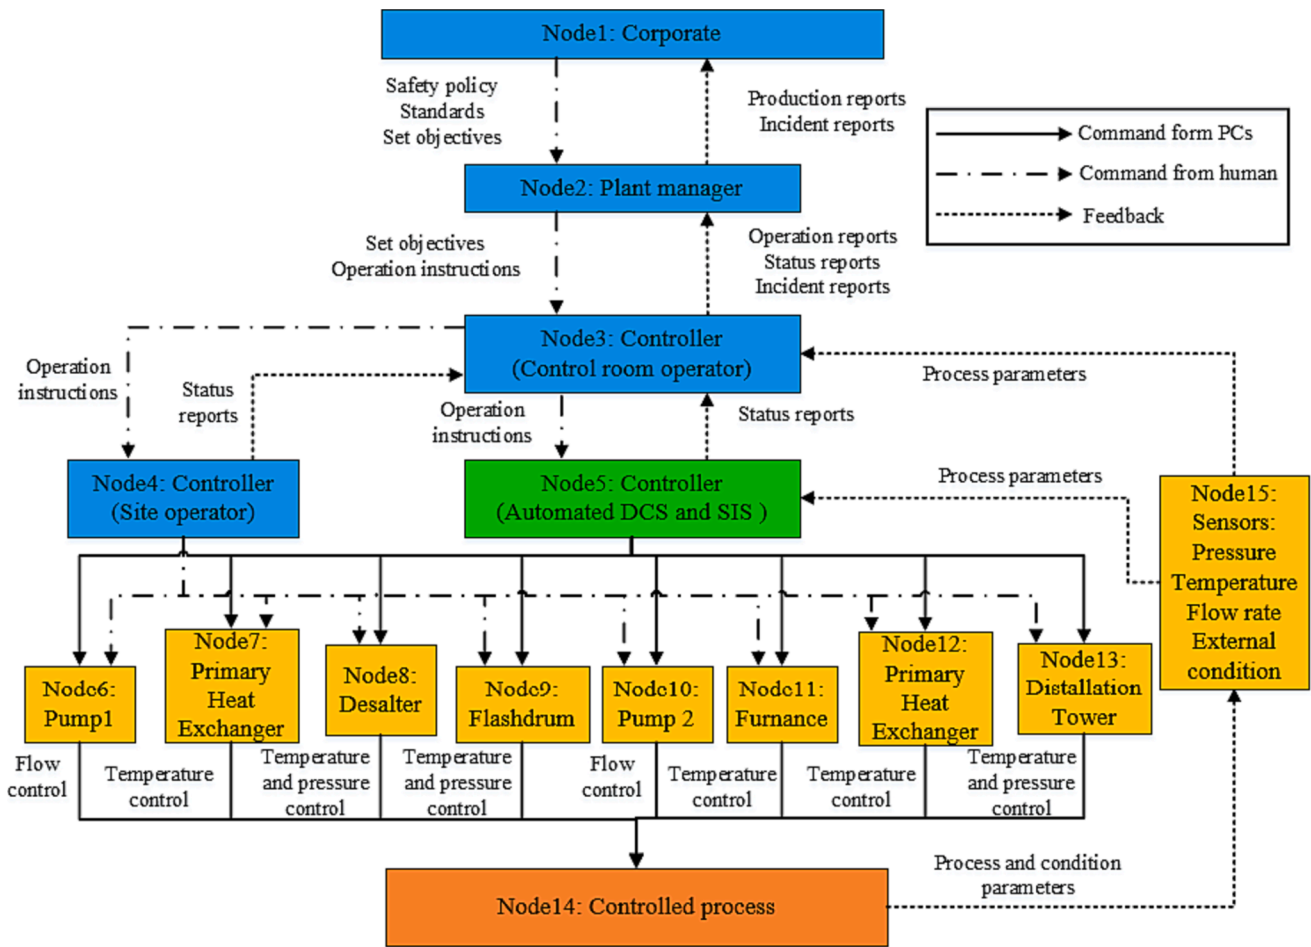 Node1: Corporate
Safety policy
Standards
Set objectives
Production reports
Incident reports
Command form PCs
Command from human
Feedback
Node2: Plant manager
Set objectives
Operation instructions
Operation reports
Status reports
Incident reports
Node3: Controller
(Control room operator)
Operation
instructions
Status
reports
Operation
instructions
Status reports
Process parameters
Node4: Controller
(Site operator)
Node5: Controller
(Automated DCS and SIS )
Process parameters
Node15:
Sensors:
Pressure
Temperature
Flow rate
External
condition
Node6:
Pump1
Node7:
Primary
Heat
Exchanger
Node8:
Desalter
Node9:
Flashdrum
Node10:
Pump 2
Node11:
Furnance
Node12:
Primary
Heat
Exchanger
Node13:
Distallation
Tower
Flow
control
Temperature
control
Temperature
and pressure
control
Temperature
and pressure
control
Flow
control
Temperature
control
Temperature
control
Temperature
and pressure
control
Node14: Controlled process
Process and condition
parameters